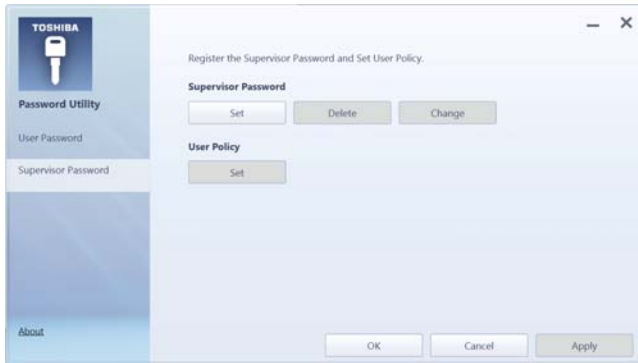 TOSHIBA
Password Utility
User Password
Supervisor Password
About
Register the Supervisor Password and Set User Policy.
Supervisor Password
Set Delete Change
User Policy
Set
OK Cancel Apply